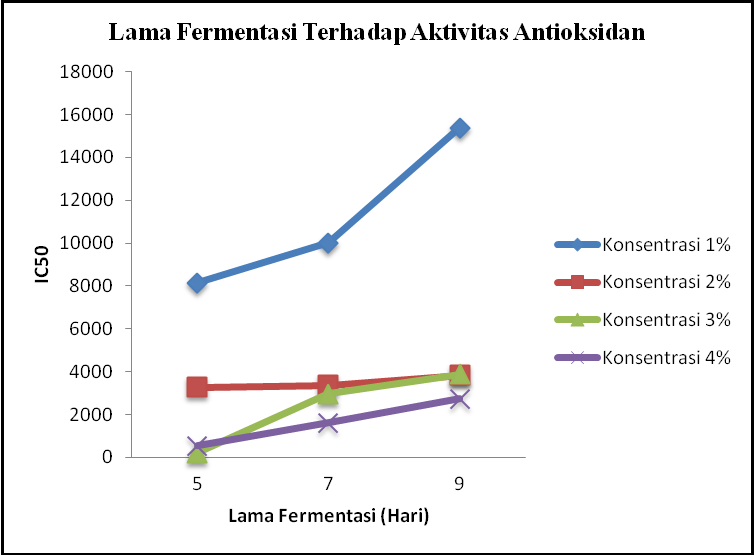 Lama Fermentasi Terhadap Aktivitas Antioksidan
18000
16000
14000
12000
10000
8000
6000
4000
2000
0
IC50
5 7 9
Lama Fermentasi (Hari)
Konsentrasi 1%
Konsentrasi 2%
Konsentrasi 3%
Konsentrasi 4%